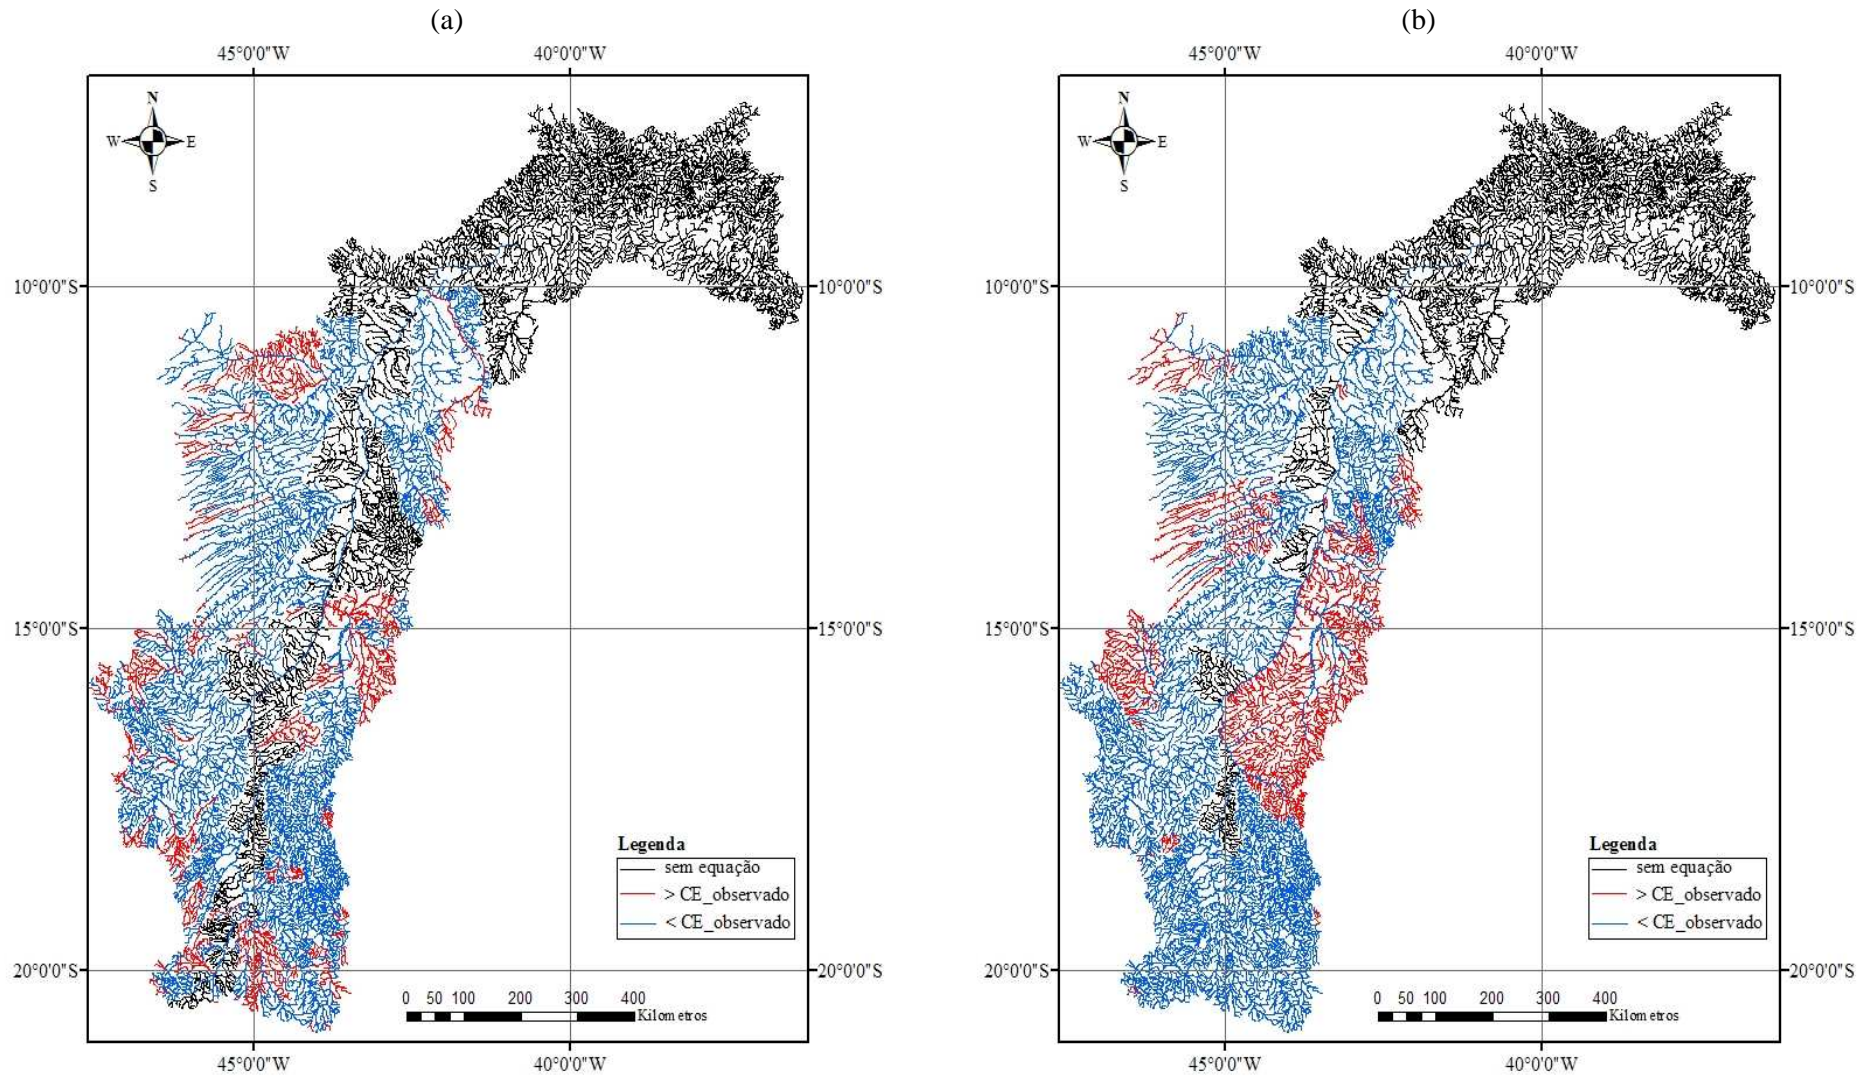 (a)
45°0'0"W 40°0'0"W
N
W E
S
10°0'0"S 10°0'0"S
15°0'0"S 15°0'0"S
20°0'0"S 20°0'0"S
Legenda
sem equação
> CE_observado
< CE_observado
0 50 100 200 300 400
Kilometros
45°0'0"W 40°0'0"W
(b)
45°0'0"W 40°0'0"W
N
W E
S
10°0'0"S 10°0'0"S
15°0'0"S 15°0'0"S
20°0'0"S 20°0'0"S
Legenda
sem equação
> CE_observado
< CE_observado
0 50 100 200 300 400
Kilometros
45°0'0"W 40°0'0"W